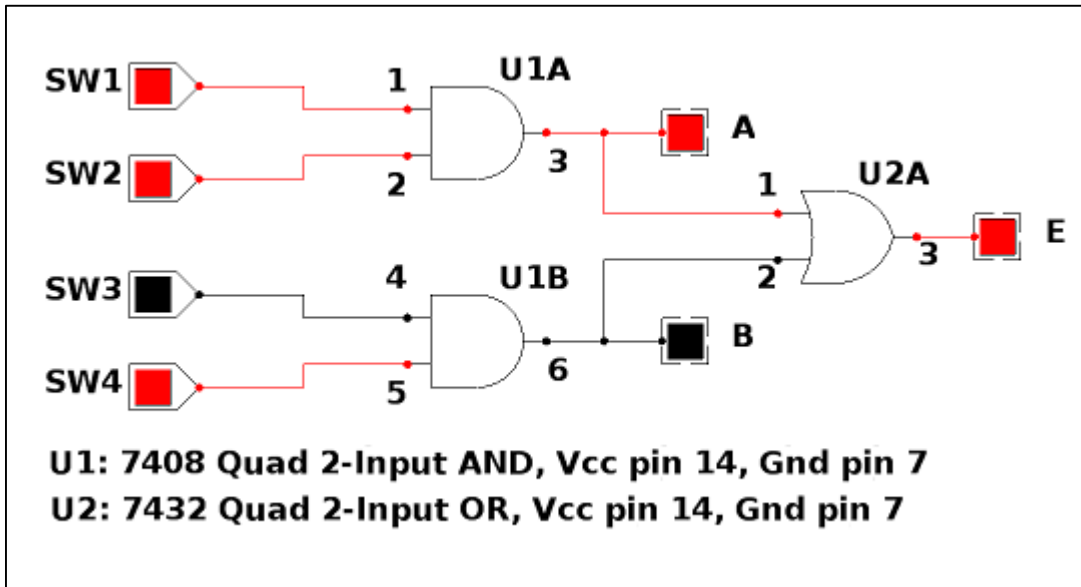 SW1
1
U1A
A
SW2
2
3
1
U2A
E
SW3
4
U1B
2
3
B
SW4
5
6
U1: 7408 Quad 2-Input AND, Vcc pin 14, Gnd pin 7
U2: 7432 Quad 2-Input OR, Vcc pin 14, Gnd pin 7